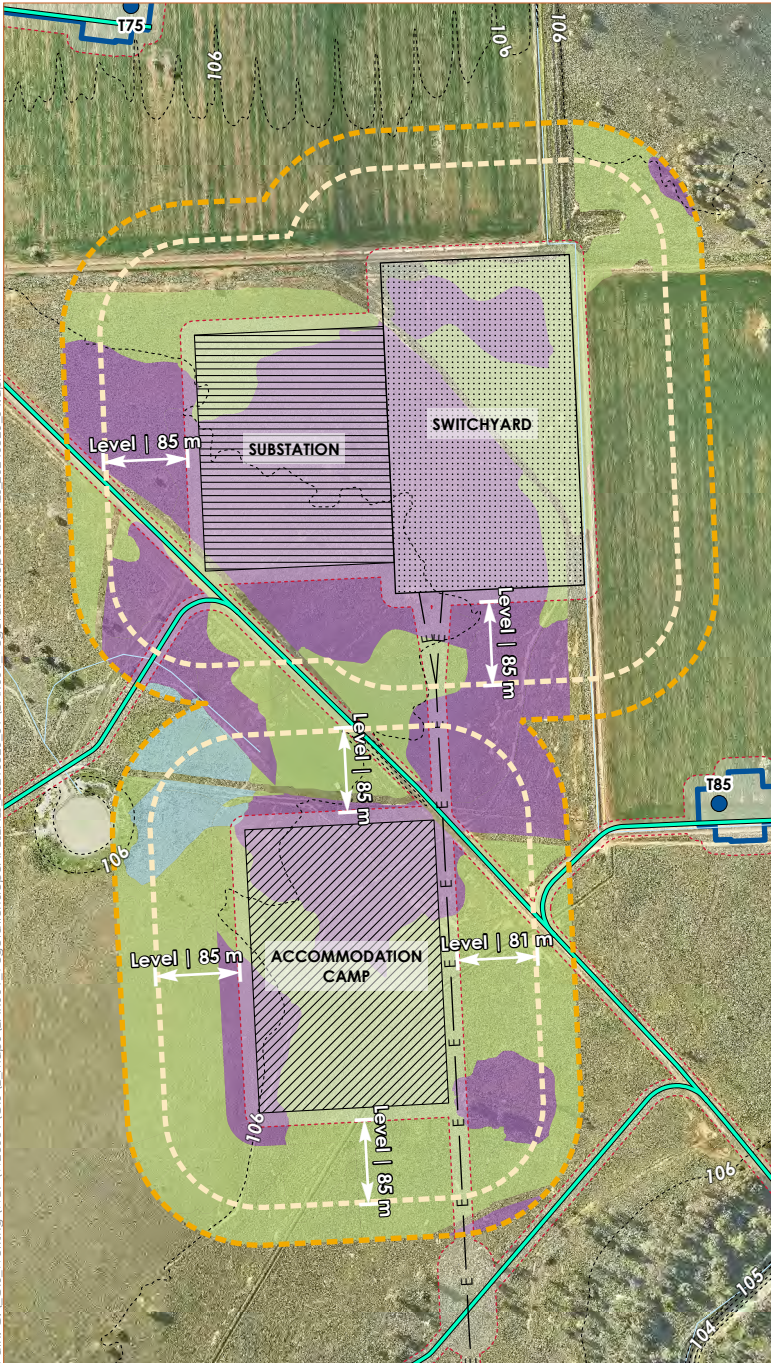 T75
106
106
106
SWITCHYARD
SUBSTATION
Level | 85 m
Level | 85 m
E
E
E
Level | 85 m
T85
E
106
E
Level | 85 m
ACCOMMODATION
CAMP
Level | 81 m
E
E
E
E
E
106
Level | 85 m
106
E
105
104
E